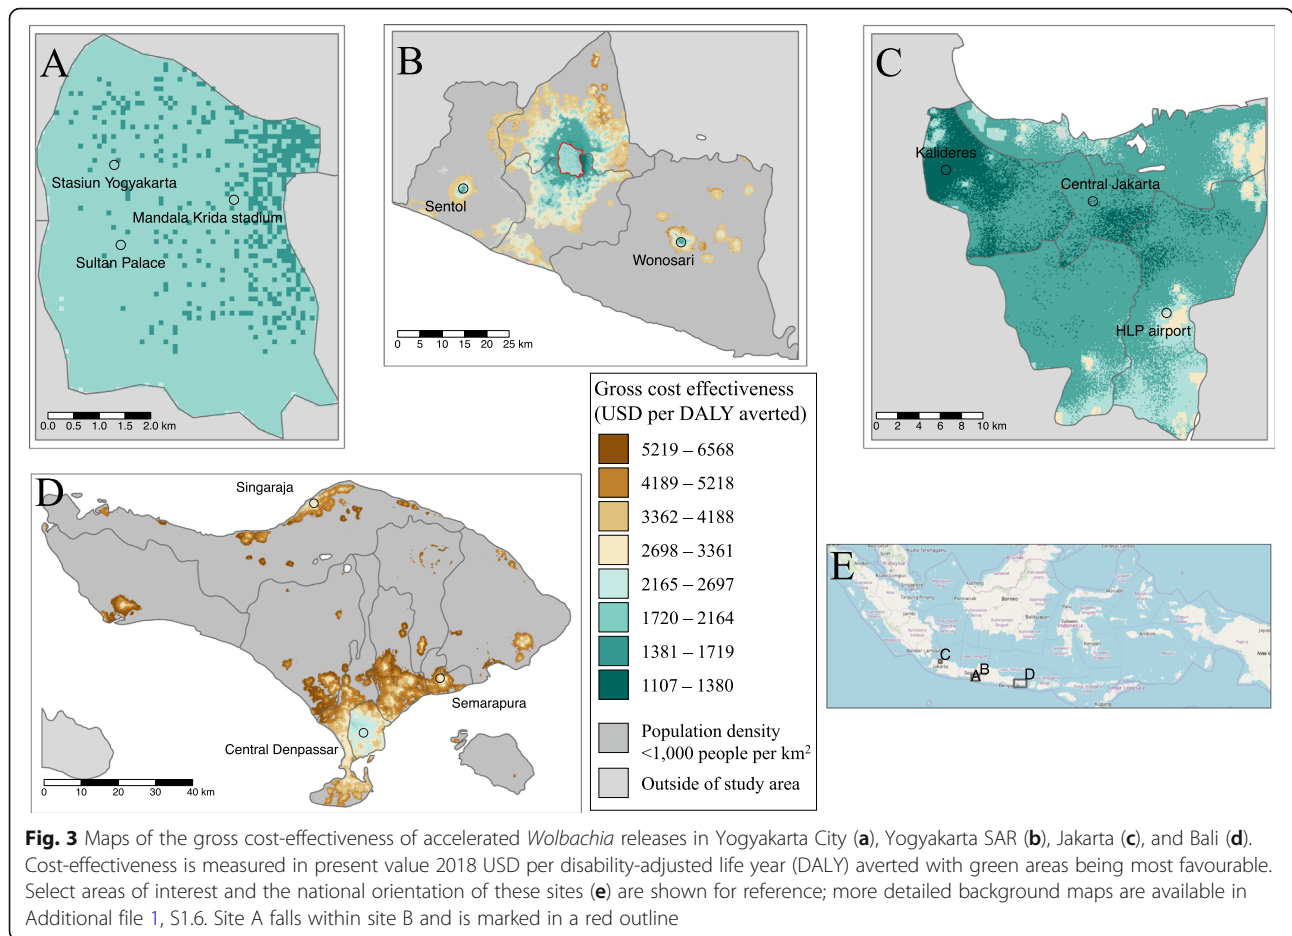 A
Stasiun Yogyakarta
Mandala Krida stadium
Sultan Palace
0.0 0.5 1.0 1.5 2.0 km
B
Sentol
Wonosari
0 5 10 15 20 25 km
C
Kalideres
Central Jakarta
HLP airport
0 2 4 6 8 10 km
D
Singaraja
Semarapura
Central Denpassar
0 10 20 30 40 km
Gross cost effectiveness
(USD per DALY averted)
5219 – 6568
4189 – 5218
3362 – 4188
2698 – 3361
2165 – 2697
1720 – 2164
1381 – 1719
1107 – 1380
Population density
<1,000 people per km²
Outside of study area
E
C
B
A
D
Fig. 3 Maps of the gross cost-effectiveness of accelerated Wolbachia releases in Yogyakarta City (a), Yogyakarta SAR (b), Jakarta (c), and Bali (d).
Cost-effectiveness is measured in present value 2018 USD per disability-adjusted life year (DALY) averted with green areas being most favourable.
Select areas of interest and the national orientation of these sites (e) are shown for reference; more detailed background maps are available in
Additional file 1, S1.6. Site A falls within site B and is marked in a red outline